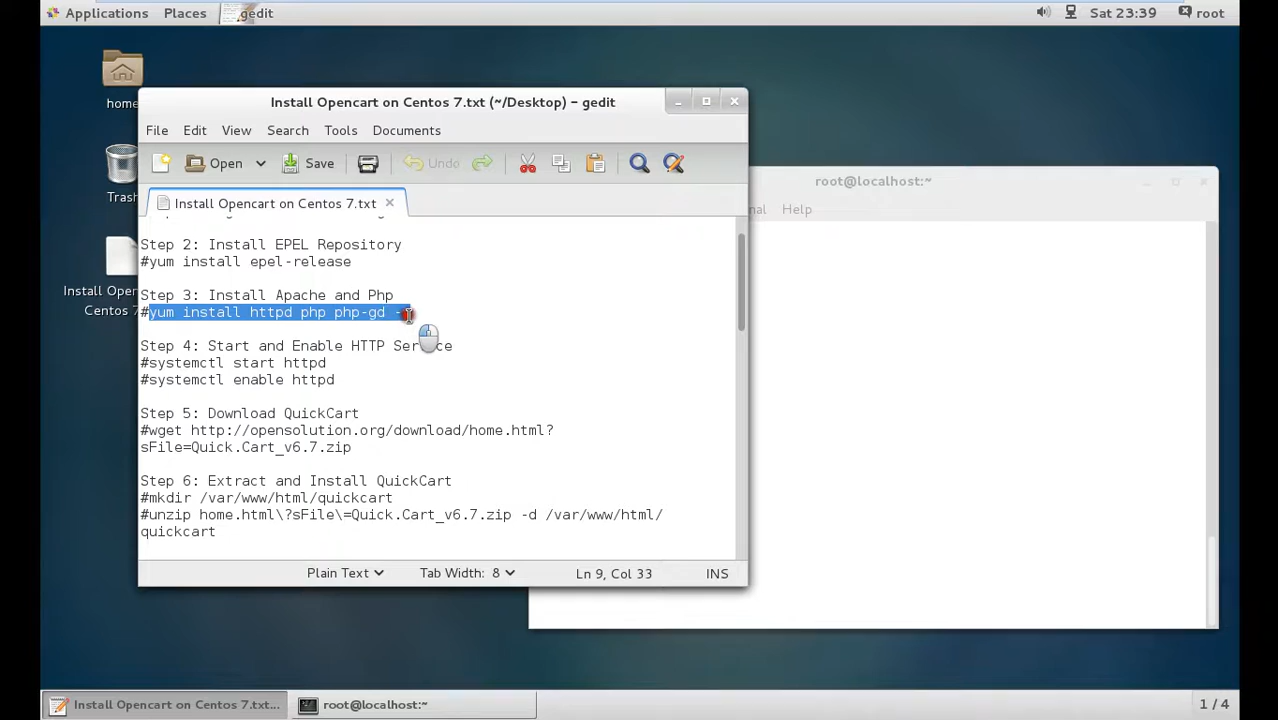 Applications Places gedit Sat 23:39 root
home
Install Opencart on Centos 7.txt (~/Desktop) – gedit
File Edit View Search Tools Documents
Open Save Undo
root@localhost:~
Install Opencart on Centos 7.txt
Help
Step 2: Install EPEL Repository
#yum install epel-release
Step 3: Install Apache and Php
#yum install httpd php php-gd
Step 4: Start and Enable HTTP Service
#systemctl start httpd
#systemctl enable httpd
Step 5: Download QuickCart
#wget http://opensolution.org/download/home.html?
sFile=Quick.Cart_v6.7.zip
Step 6: Extract and Install QuickCart
#mkdir /var/www/html/quickcart
#unzip home.html\?sFile\=Quick.Cart_v6.7.zip -d /var/www/html/
quickcart
Plain Text Tab Width: 8 Ln 9, Col 33 INS
Install Opencart on Centos 7.txt... root@localhost:~ 1 / 4